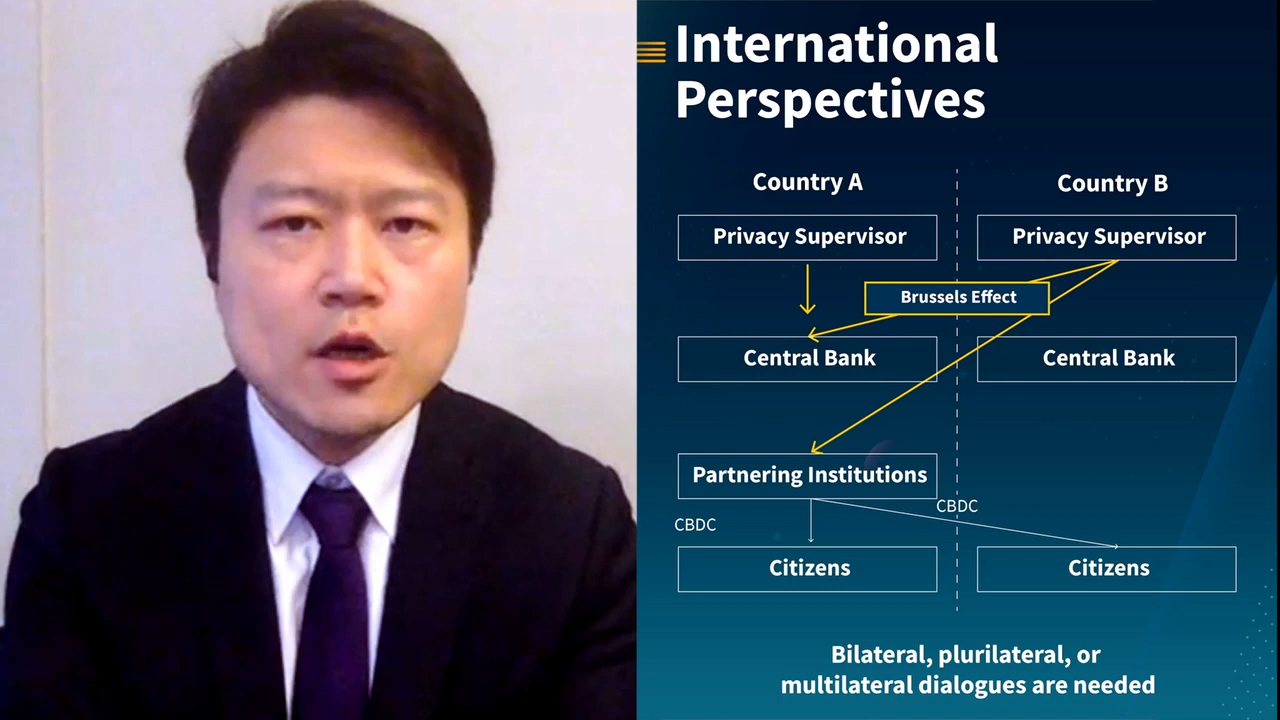 International
Perspectives
Country A
Country B
Privacy Supervisor
Privacy Supervisor
Brussels Effect
Central Bank
Central Bank
Partnering Institutions
CBDC
CBDC
Citizens
Citizens
Bilateral, plurilateral, or
multilateral dialogues are needed